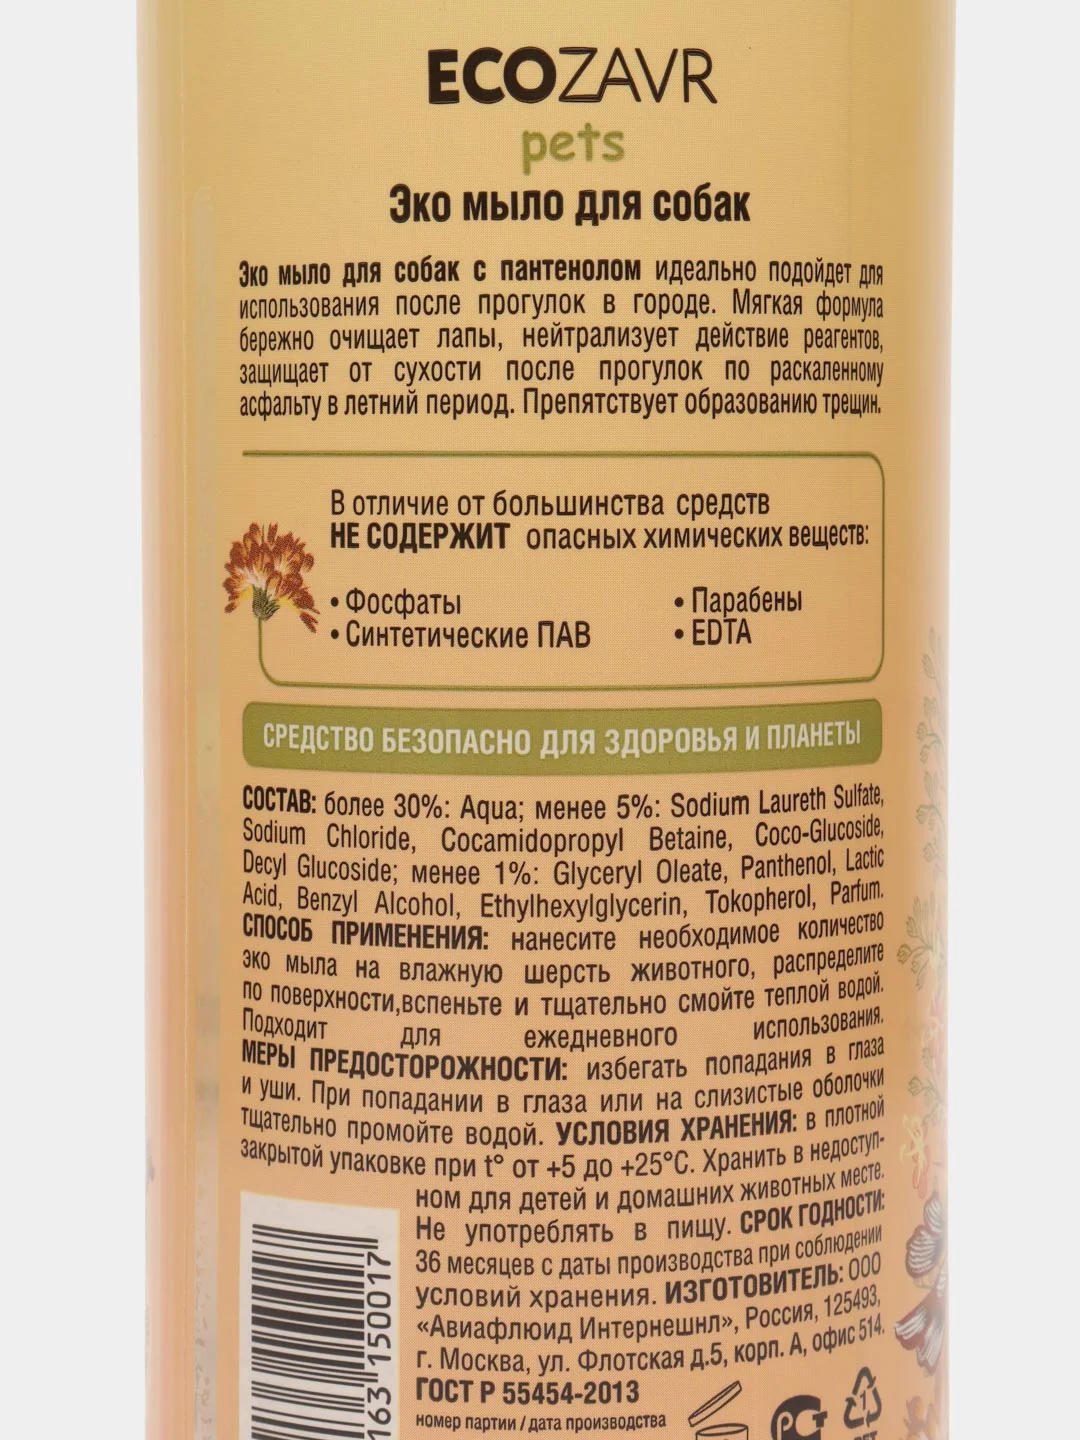 ECOZAVR
pets
Эко мыло для собак
Эко мыло для собак с пантенолом идеально подойдет для
использования после прогулок в городе. Мягкая формула
бережно очищает лапы, нейтрализует действие реагентов,
защищает от сухости после прогулок по раскаленному
асфальту в летний период. Препятствует образованию трещин.
В отличие от большинства средств
НЕ СОДЕРЖИТ опасных химических веществ:
• Фосфаты • Парабены
• Синтетические ПАВ • EDTA
СРЕДСТВО БЕЗОПАСНО ДЛЯ ЗДОРОВЬЯ И ПЛАНЕТЫ
СОСТАВ: более 30%: Aqua; менее 5%: Sodium Laureth Sulfate,
Sodium Chloride, Cocamidopropyl Betaine, Coco-Glucoside,
Decyl Glucoside; менее 1%: Glyceryl Oleate, Panthenol, Lactic
Acid, Benzyl Alcohol, Ethylhexylglycerin, Tokopherol, Parfum.
СПОСОБ ПРИМЕНЕНИЯ: нанесите необходимое количество
эко мыла на влажную шерсть животного, распределите
по поверхности,вспеньте и тщательно смойте теплой водой.
Подходит для ежедневного использования.
МЕРЫ ПРЕДОСТОРОЖНОСТИ: избегать попадания в глаза
и уши. При попадании в глаза или на слизистые оболочки
тщательно промойте водой. УСЛОВИЯ ХРАНЕНИЯ: в плотной
закрытой упаковке при t° от +5 до +25°С. Хранить в недоступ-
ном для детей и домашних животных месте.
Не употреблять в пищу. СРОК ГОДНОСТИ:
36 месяцев с даты производства при соблюдении
условий хранения. ИЗГОТОВИТЕЛЬ: ООО
«Авиафлюид Интернешнл», Россия, 125493,
г. Москва, ул. Флотская д.5, корп. А, офис 514.
ГОСТ Р 55454-2013
номер партии / дата производства
163150017
РСТ
1
PET